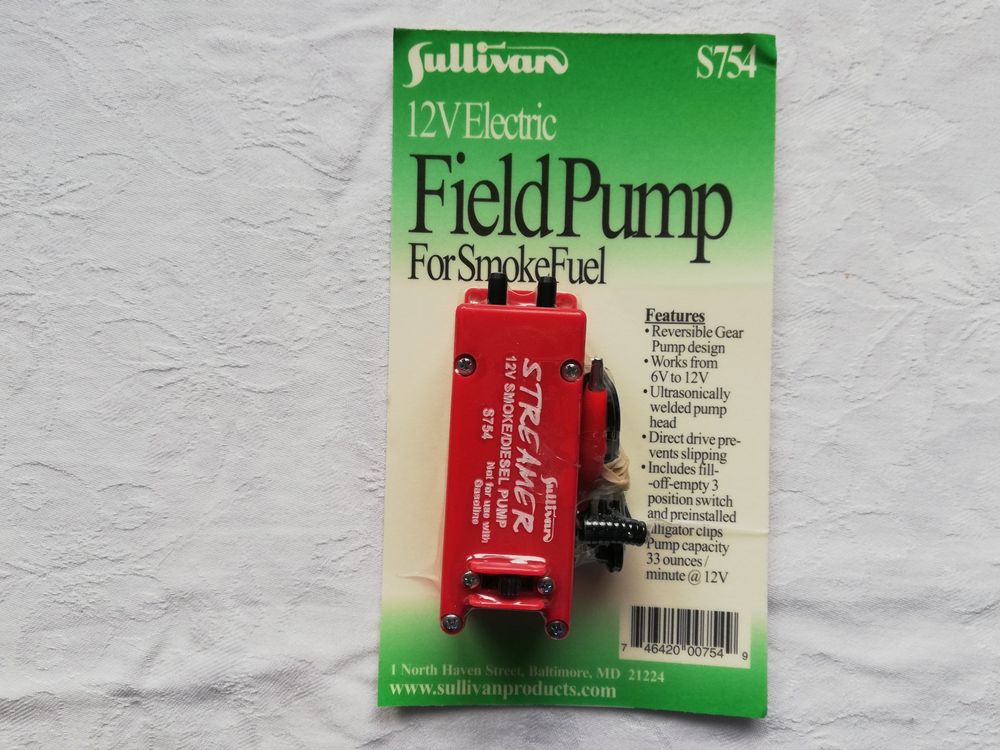 Sullivan
S754
12V Electric
Field Pump
For Smoke Fuel
Features
• Reversible Gear
Pump design
• Works from
6V to 12V
• Ultrasonically
welded pump
head
• Direct drive pre-
vents slipping
• Includes fill-
-off-empty 3
position switch
and preinstalled
alligator clips
Pump capacity
33 ounces /
minute @ 12V
STREAMER
12V SMOKE/DIESEL PUMP
S754
Not for use with
Gasoline
Sullivan
7 46420 00754 9
1 North Haven Street, Baltimore, MD 21224
www.sullivanproducts.com